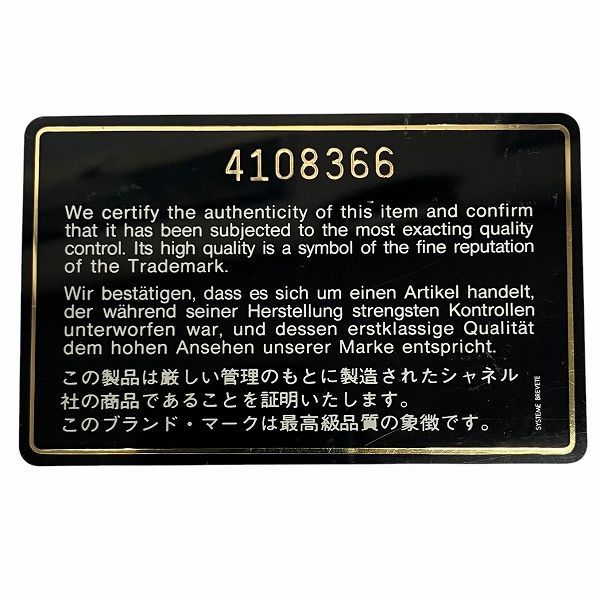 4108366
We certify the authenticity of this item and confirm
that it has been subjected to the most exacting quality
control. Its high quality is a symbol of the fine reputation
of the Trademark.
Wir bestätigen, dass es sich um einen Artikel handelt,
der während seiner Herstellung strengsten Kontrollen
unterworfen war, und dessen erstklassige Qualität
dem hohen Ansehen unserer Marke entspricht.
この製品は厳しい管理のもとに製造されたシャネル
社の商品であることを証明いたします。
このブランド・マークは最高級品質の象徴です。
SYSTEME BREVETE